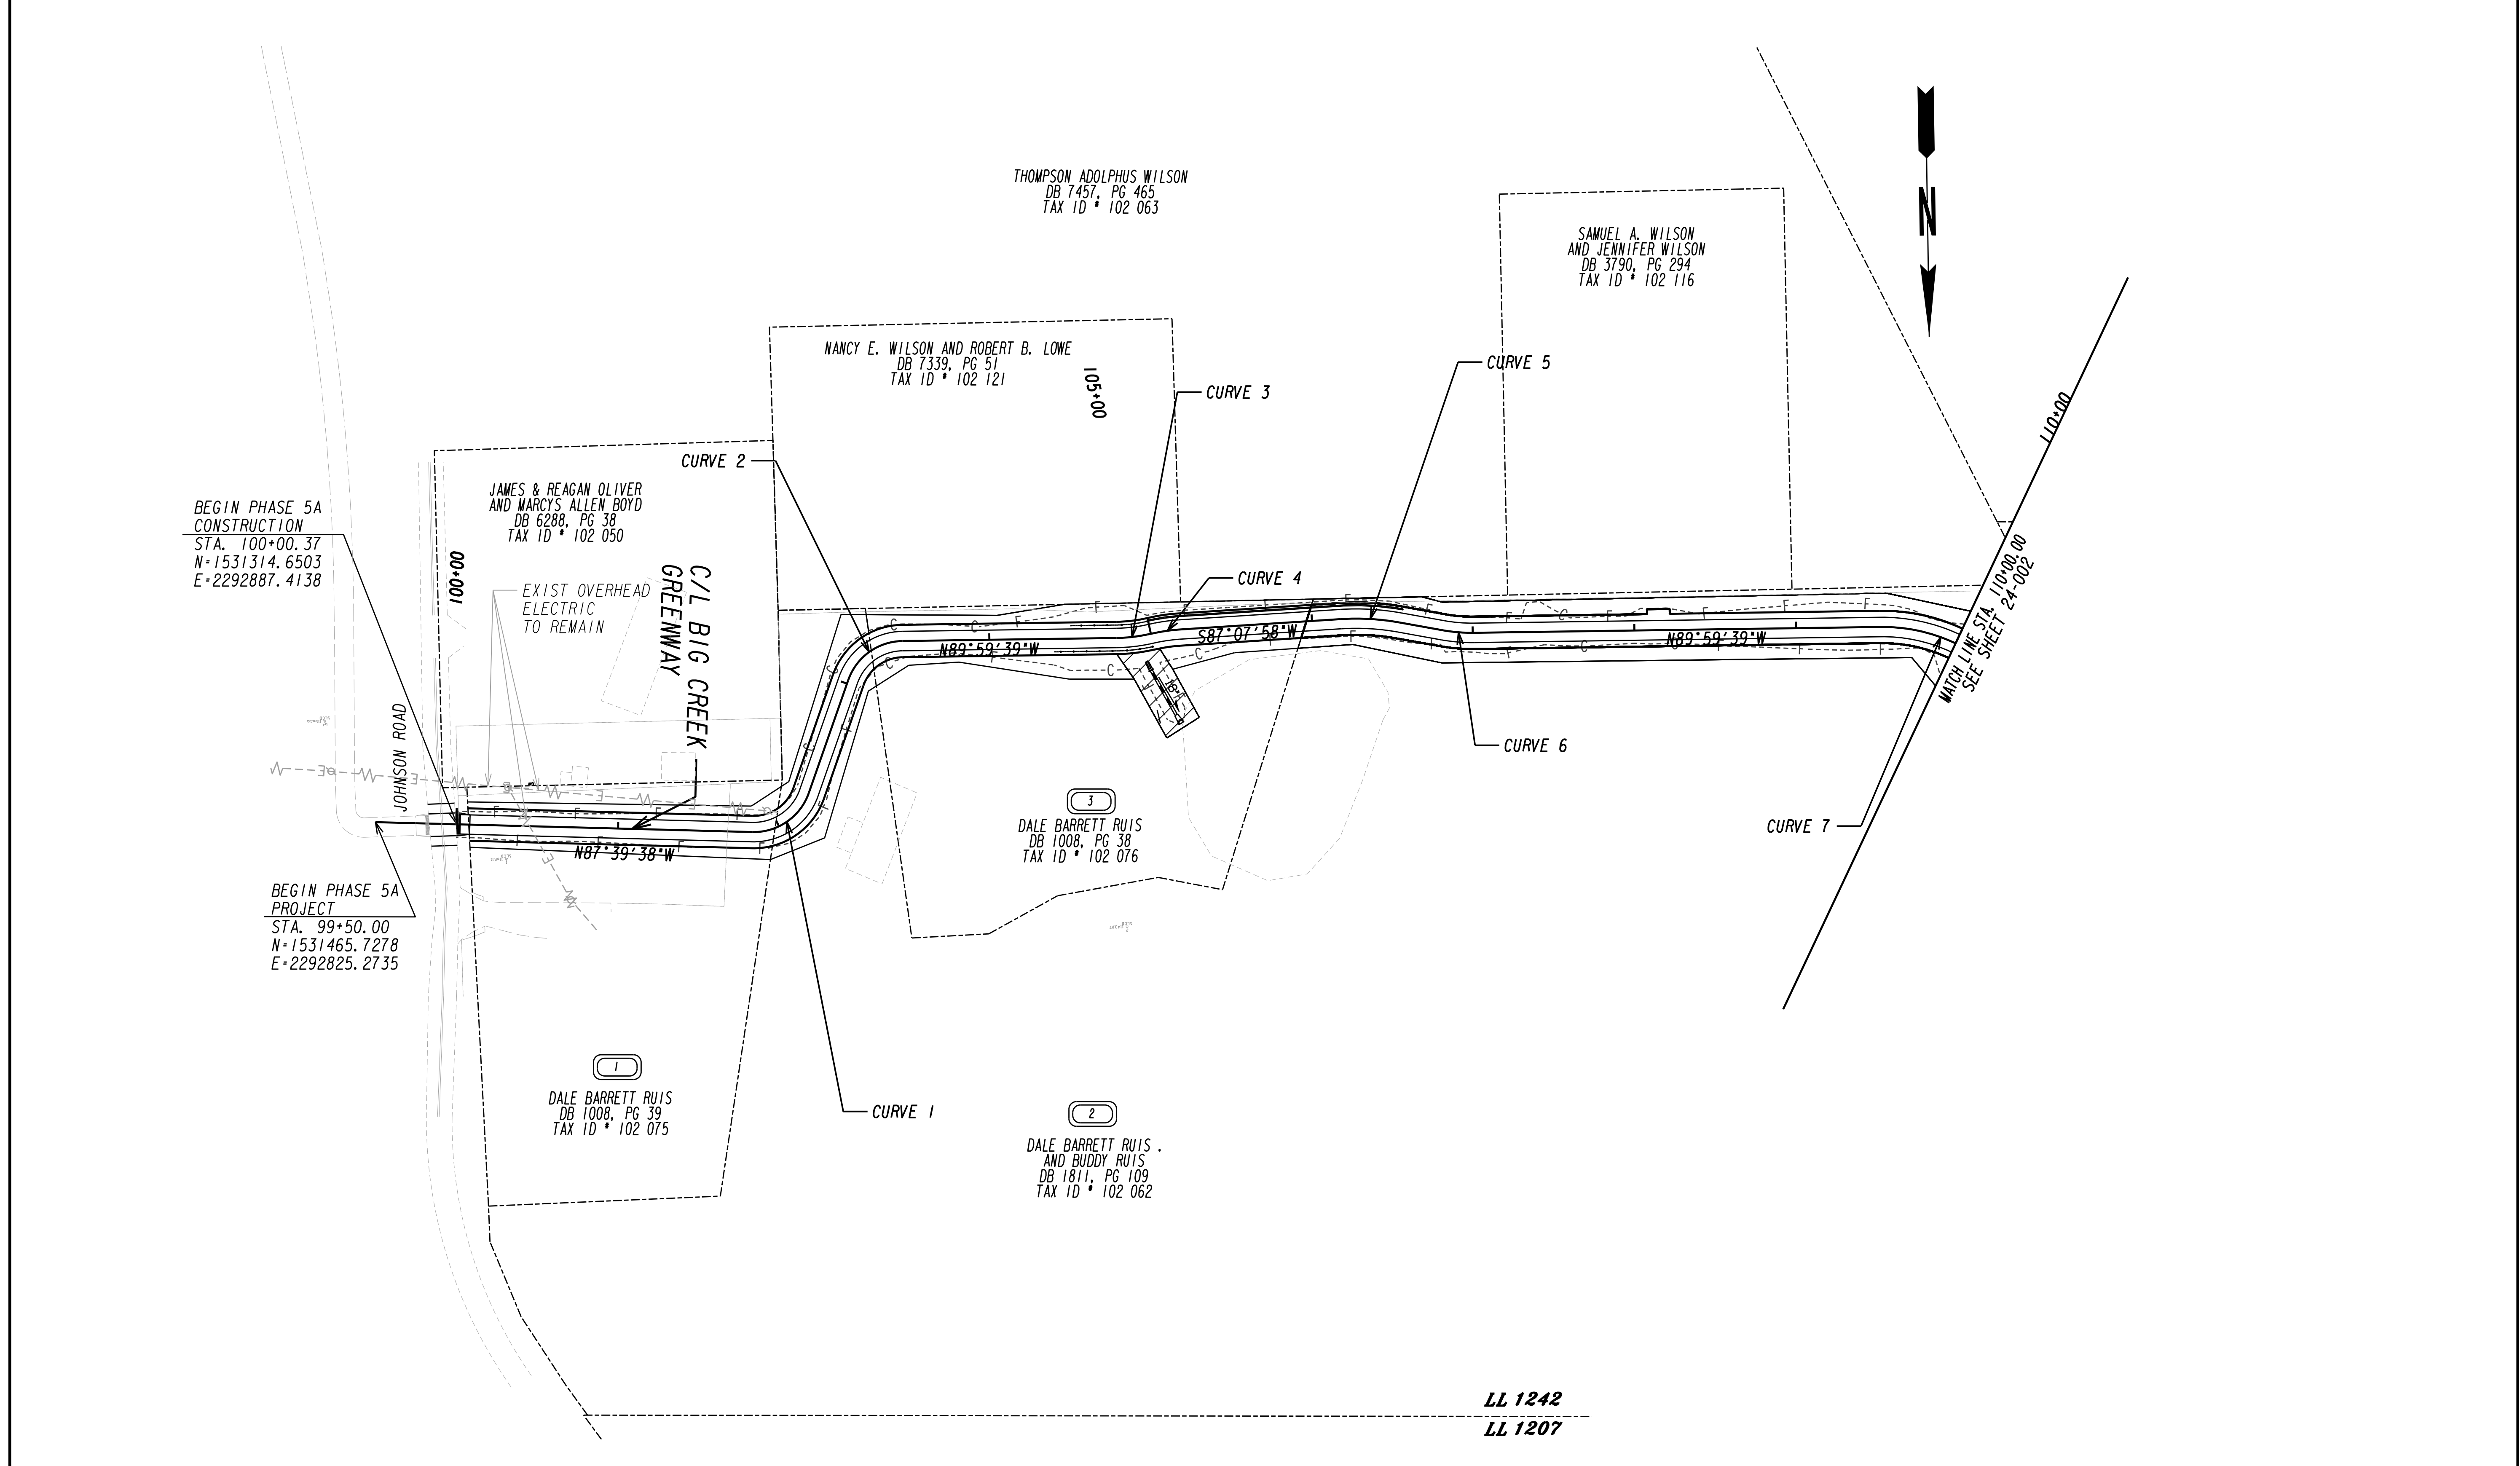 THOMPSON ADOLPHUS WILSON
DB 7457, PG 465
TAX ID # 102 063
N
SAMUEL A. WILSON
AND JENNIFER WILSON
DB 3790, PG 294
TAX ID # 102 116
NANCY E. WILSON AND ROBERT B. LOWE
DB 7339, PG 51
TAX ID # 102 121
105+00
CURVE 3
CURVE 5
110+00
CURVE 2
JAMES & REAGAN OLIVER
AND MARCYS ALLEN BOYD
DB 6288, PG 38
TAX ID # 102 050
BEGIN PHASE 5A
CONSTRUCTION
STA. 100+00.37
N=1531314.6503
E=2292887.4138
100+00
EXIST OVERHEAD
ELECTRIC
TO REMAIN
C/L BIG CREEK
GREENWAY
CURVE 4
MATCH LINE STA. 110+00.00
SEE SHEET 24-002
N89°59'39"W
S87°07'58"W
N89°59'39"W
18"
JOHNSON ROAD
CURVE 6
CURVE 7
N87°39'38"W
3
DALE BARRETT RUIS
DB 1008, PG 38
TAX ID # 102 076
BEGIN PHASE 5A
PROJECT
STA. 99+50.00
N=1531465.7278
E=2292825.2735
1
DALE BARRETT RUIS
DB 1008, PG 39
TAX ID # 102 075
CURVE 1
2
DALE BARRETT RUIS .
AND BUDDY RUIS
DB 1811, PG 109
TAX ID # 102 062
LL 1242
LL 1207